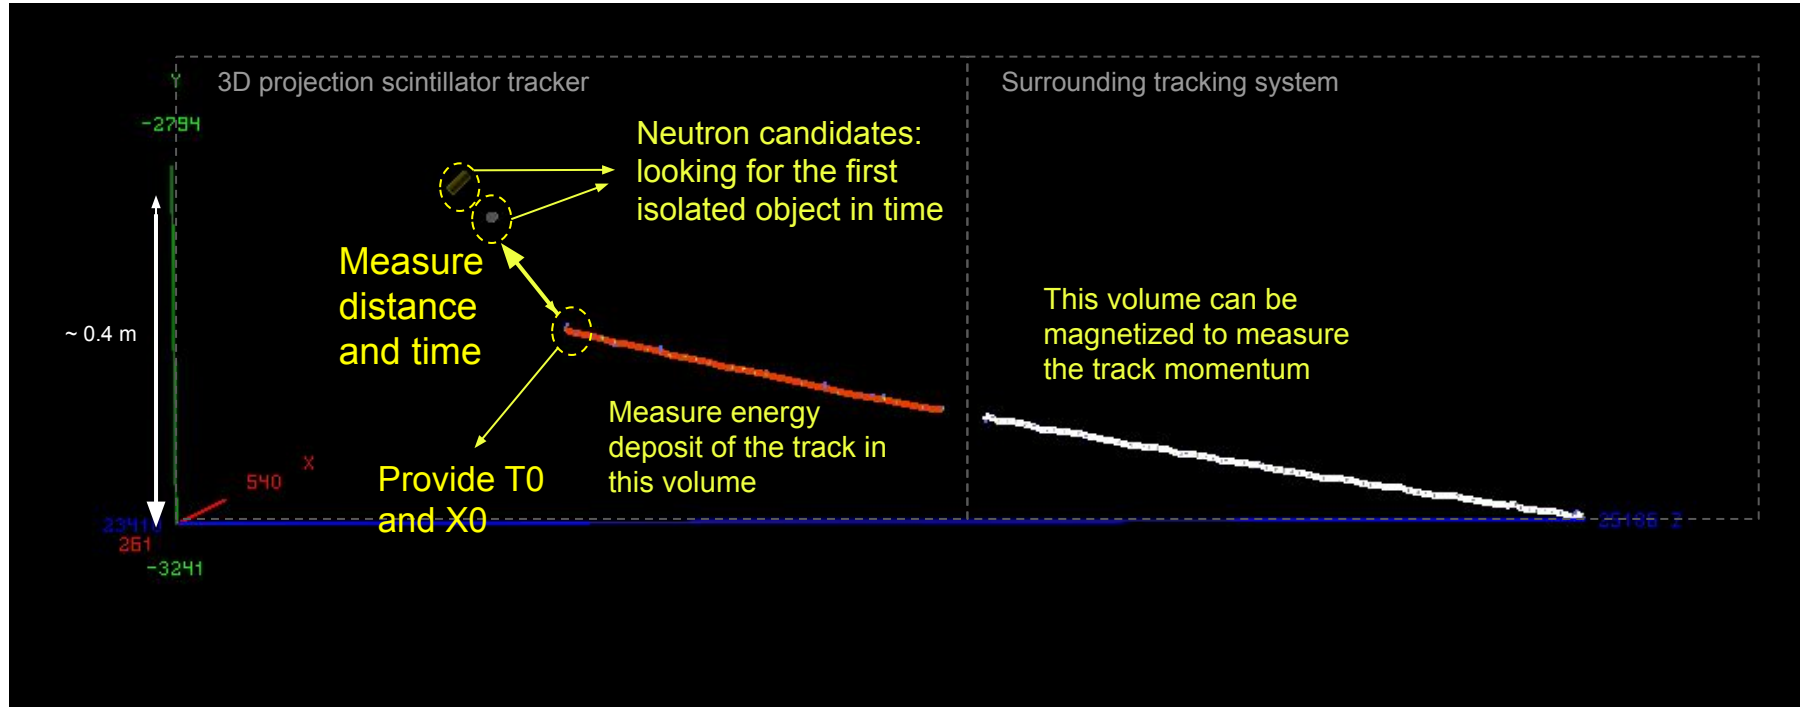 3D projection scintillator tracker
Surrounding tracking system
Y
-2794
Neutron candidates:
looking for the first
isolated object in time
Measure
distance
and time
~ 0.4 m
This volume can be
magnetized to measure
the track momentum
Measure energy
deposit of the track in
this volume
X
540
Provide T0
and X0
261
-3241
Z